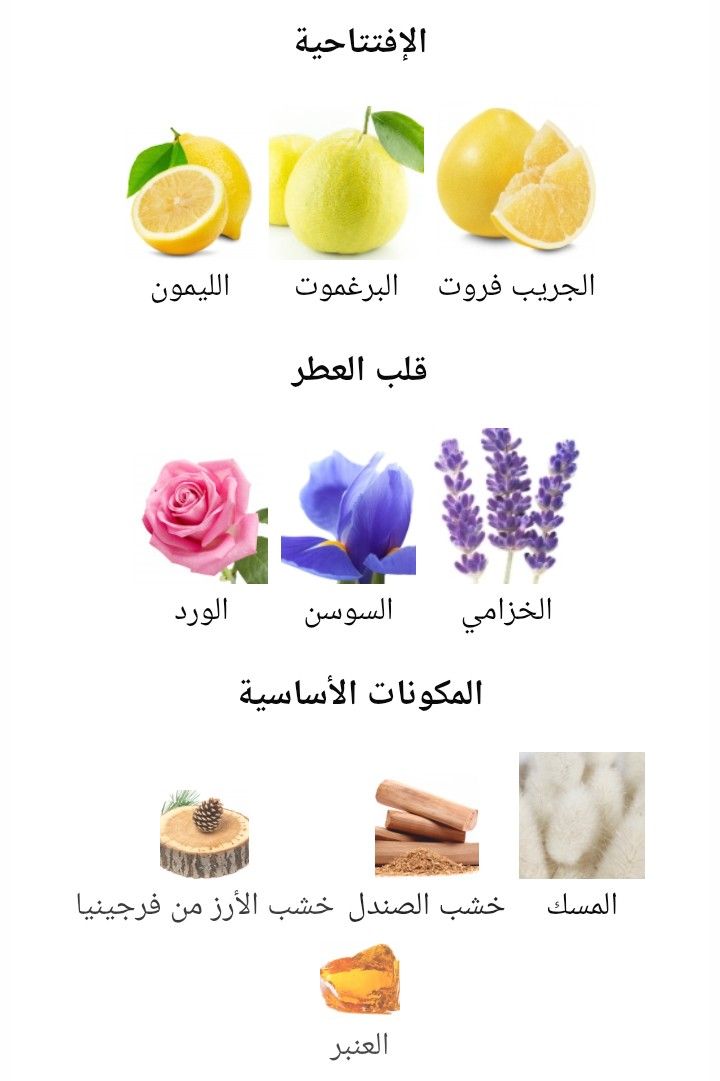 الإفتتاحية
الجريب فروت البرغموت الليمون
قلب العطر
الخزامي السوسن الورد
المكونات الأساسية
المسك خشب الصندل خشب الأرز من فرجينيا
العنبر